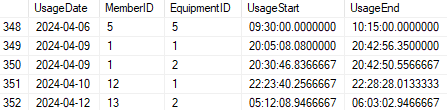 UsageDate MemberID EquipmentID UsageStart UsageEnd
348 2024-04-06 5 5 09:30:00.0000000 10:15:00.0000000
349 2024-04-09 1 1 20:05:08.0800000 20:42:56.3500000
350 2024-04-09 1 2 20:30:46.8366667 20:42:50.5566667
351 2024-04-10 12 1 22:23:40.2566667 22:28:28.0133333
352 2024-04-12 13 2 05:12:08.9466667 06:03:02.9466667